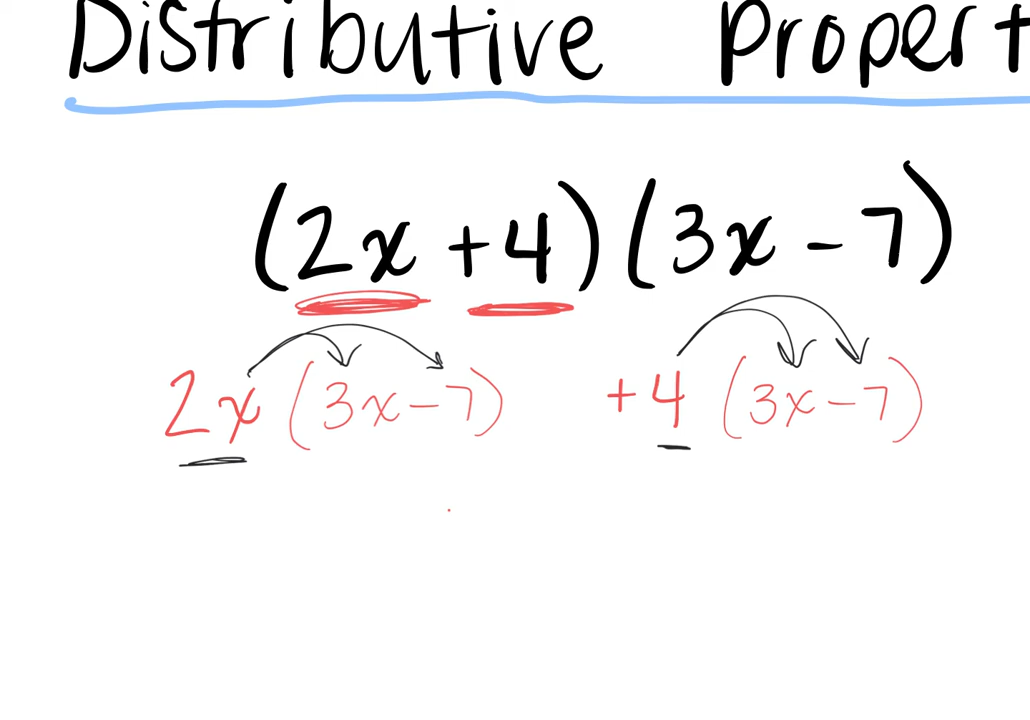 Distributive Propert
(2x + 4)(3x - 7)
2x (3x - 7) + 4 (3x - 7)